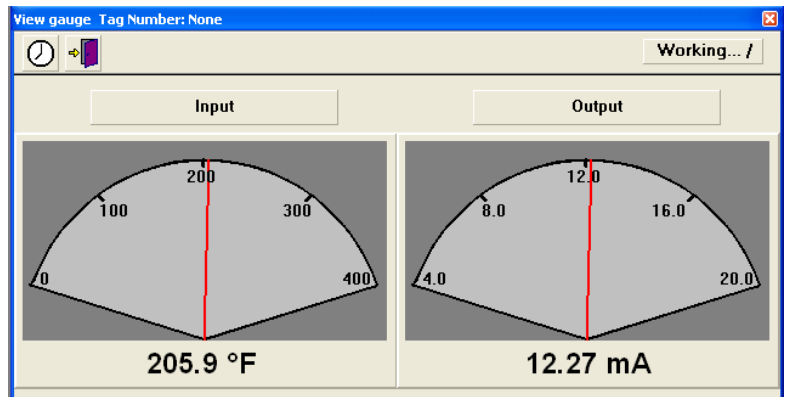 View gauge Tag Number: None
Working... /
Input
Output
200
100
300
0
400
205.9 °F
12.0
8.0
16.0
4.0
20.0
12.27 mA